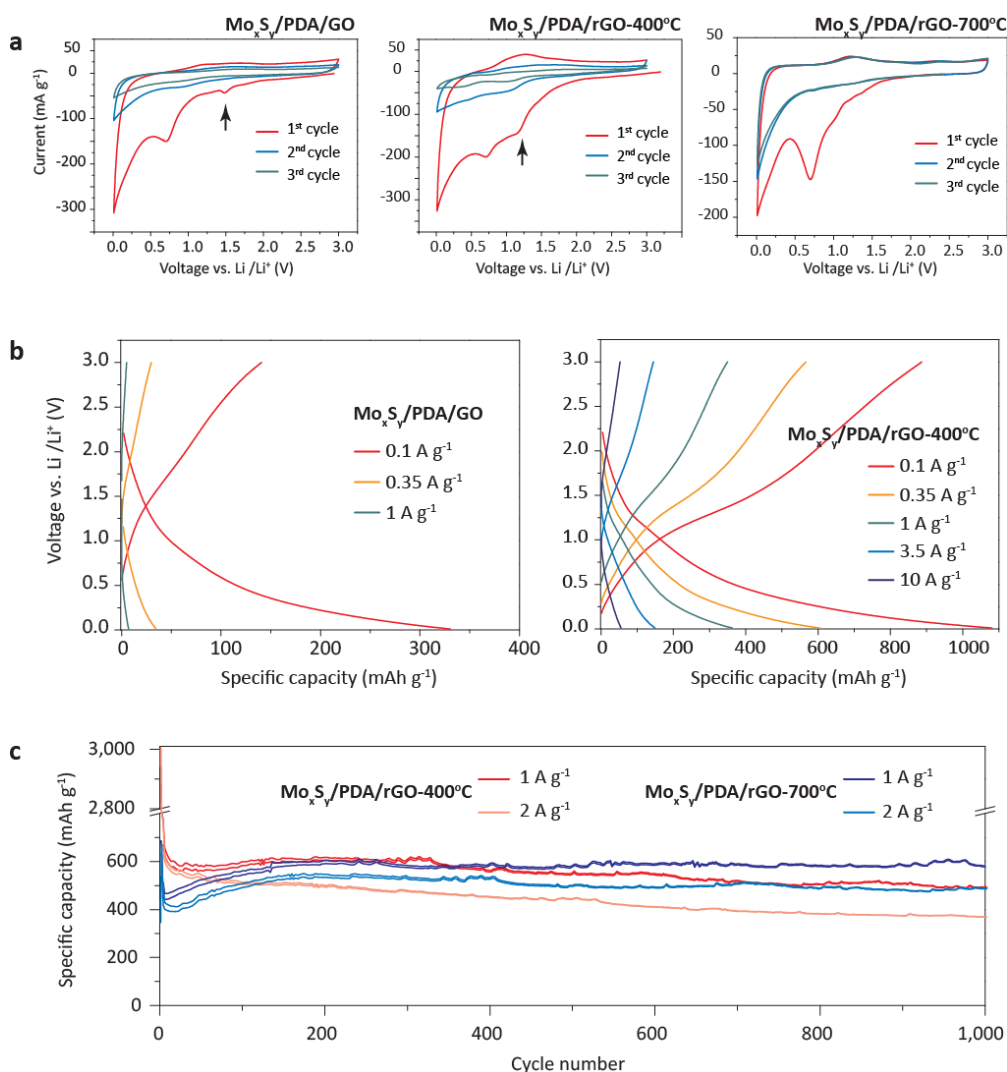 a
MoxSy/PDA/GO
MoxSy/PDA/rGO-400°C
MoxSy/PDA/rGO-700°C
Current (mA g-1)
50
0
-100
-200
-300
1st cycle
2nd cycle
3rd cycle
0.0 0.5 1.0 1.5 2.0 2.5 3.0
Voltage vs. Li /Li+ (V)
50
0
-100
-200
-300
1st cycle
2nd cycle
3rd cycle
0.0 0.5 1.0 1.5 2.0 2.5 3.0
Voltage vs. Li /Li+ (V)
50
0
-50
-100
-150
-200
1st cycle
2nd cycle
3rd cycle
0.0 0.5 1.0 1.5 2.0 2.5 3.0
Voltage vs. Li /Li+ (V)
b
Voltage vs. Li /Li+ (V)
3.0
2.5
2.0
1.5
1.0
0.5
0.0
MoxSy/PDA/GO
0.1 A g-1
0.35 A g-1
1 A g-1
0 100 200 300 400
Specific capacity (mAh g-1)
3.0
2.5
2.0
1.5
1.0
0.5
0.0
MoxSy/PDA/rGO-400°C
0.1 A g-1
0.35 A g-1
1 A g-1
3.5 A g-1
10 A g-1
0 200 400 600 800 1000
Specific capacity (mAh g-1)
c
Specific capacity (mAh g-1)
3,000
2,800
600
400
200
0
MoxSy/PDA/rGO-400°C
1 A g-1
2 A g-1
MoxSy/PDA/rGO-700°C
1 A g-1
2 A g-1
0 200 400 600 800 1,000
Cycle number